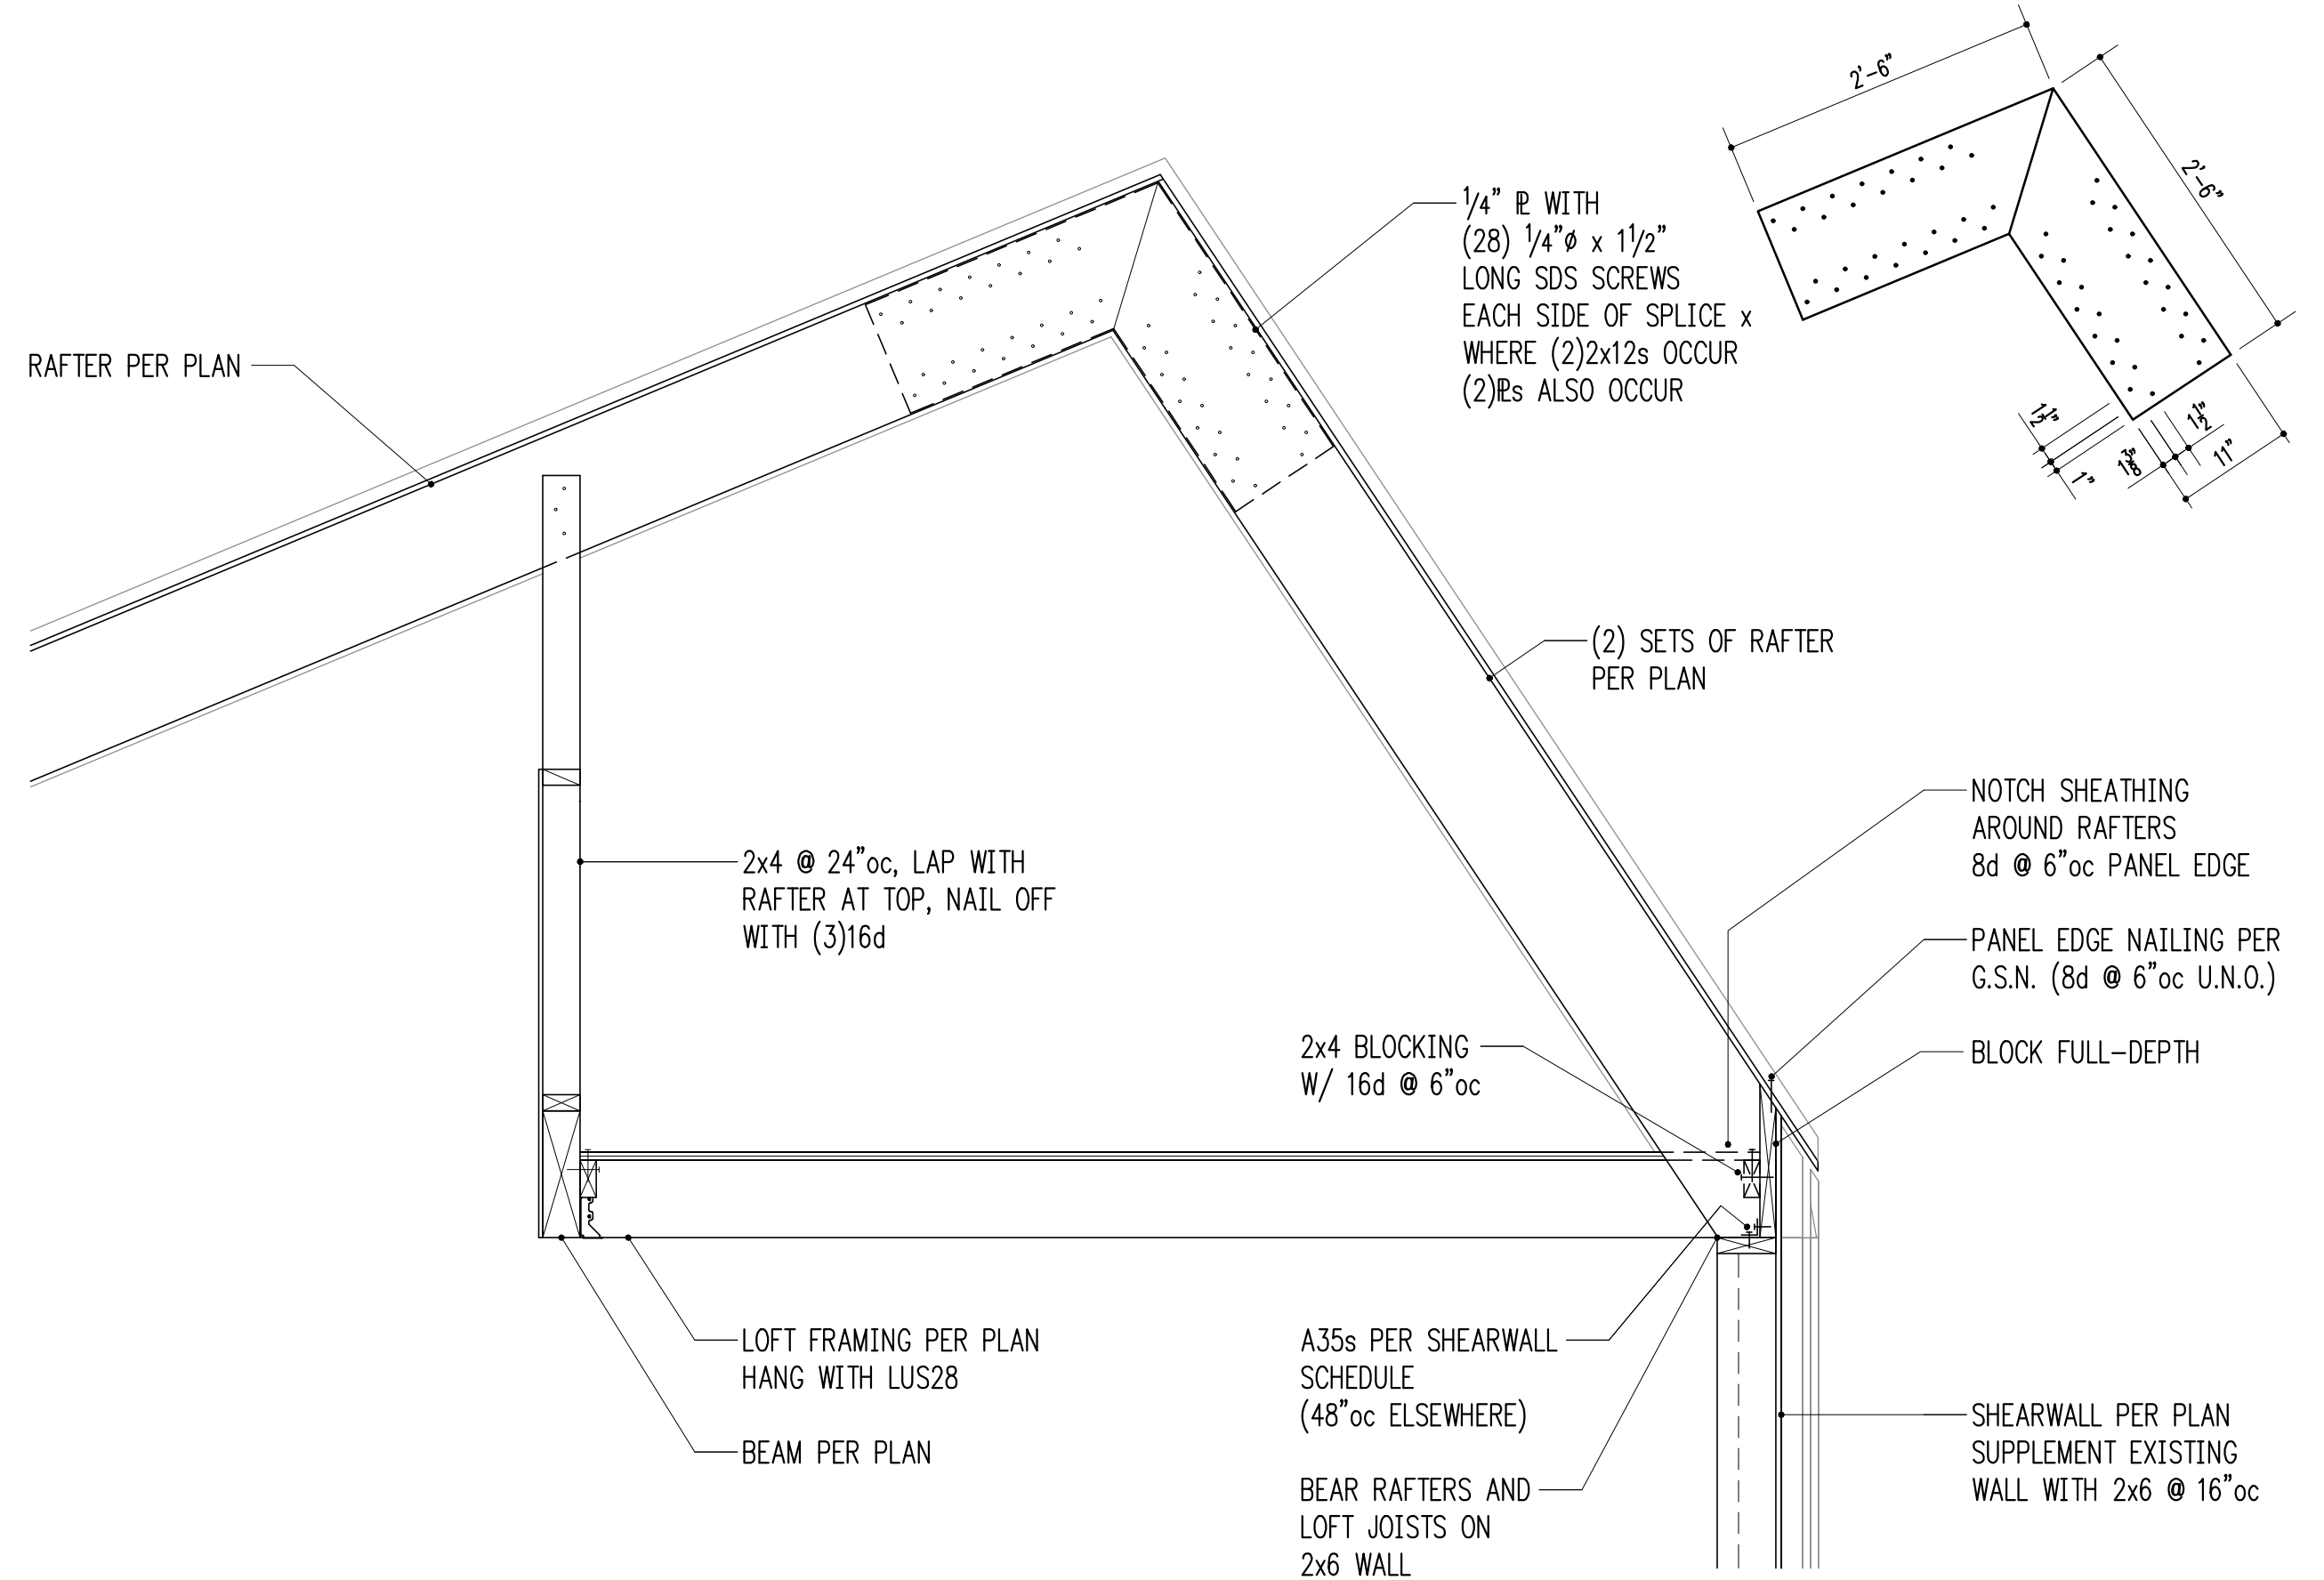 2'-6"
2'-6"
1/4" PL WITH
(28) 1/4"ø x 1 1/2"
LONG SDS SCREWS
EACH SIDE OF SPLICE x
WHERE (2)2x12s OCCUR
(2)PLs ALSO OCCUR
RAFTER PER PLAN
1 1/2"
1"
1 3/8"
1 1/2"
11"
(2) SETS OF RAFTER
PER PLAN
NOTCH SHEATHING
AROUND RAFTERS
8d @ 6"oc PANEL EDGE
2x4 @ 24"oc, LAP WITH
RAFTER AT TOP, NAIL OFF
WITH (3)16d
PANEL EDGE NAILING PER
G.S.N. (8d @ 6"oc U.N.O.)
2x4 BLOCKING
W/ 16d @ 6"oc
BLOCK FULL-DEPTH
LOFT FRAMING PER PLAN
HANG WITH LUS28
BEAM PER PLAN
A35s PER SHEARWALL
SCHEDULE
(48"oc ELSEWHERE)
BEAR RAFTERS AND
LOFT JOISTS ON
2x6 WALL
SHEARWALL PER PLAN
SUPPLEMENT EXISTING
WALL WITH 2x6 @ 16"oc